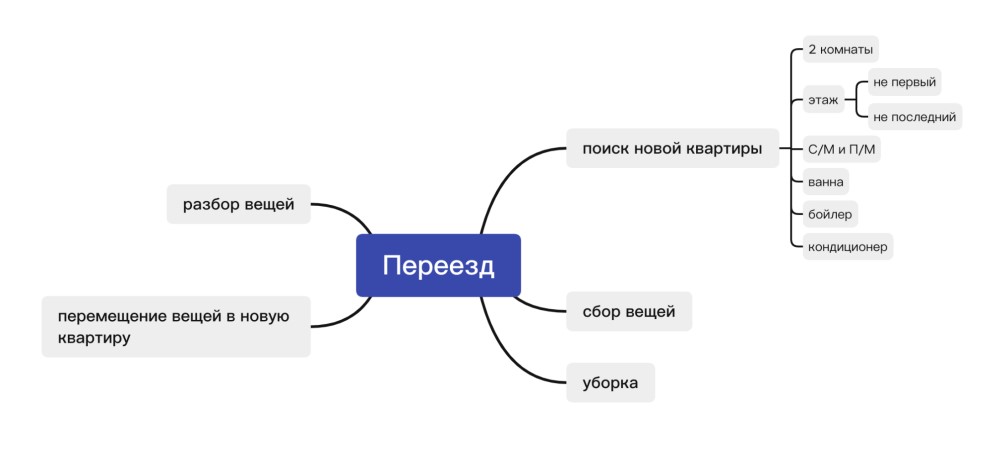 Переезд
поиск новой квартиры
2 комнаты
этаж
не первый
не последний
С/М и П/М
ванна
бойлер
кондиционер
сбор вещей
уборка
перемещение вещей в новую
квартиру
разбор вещей